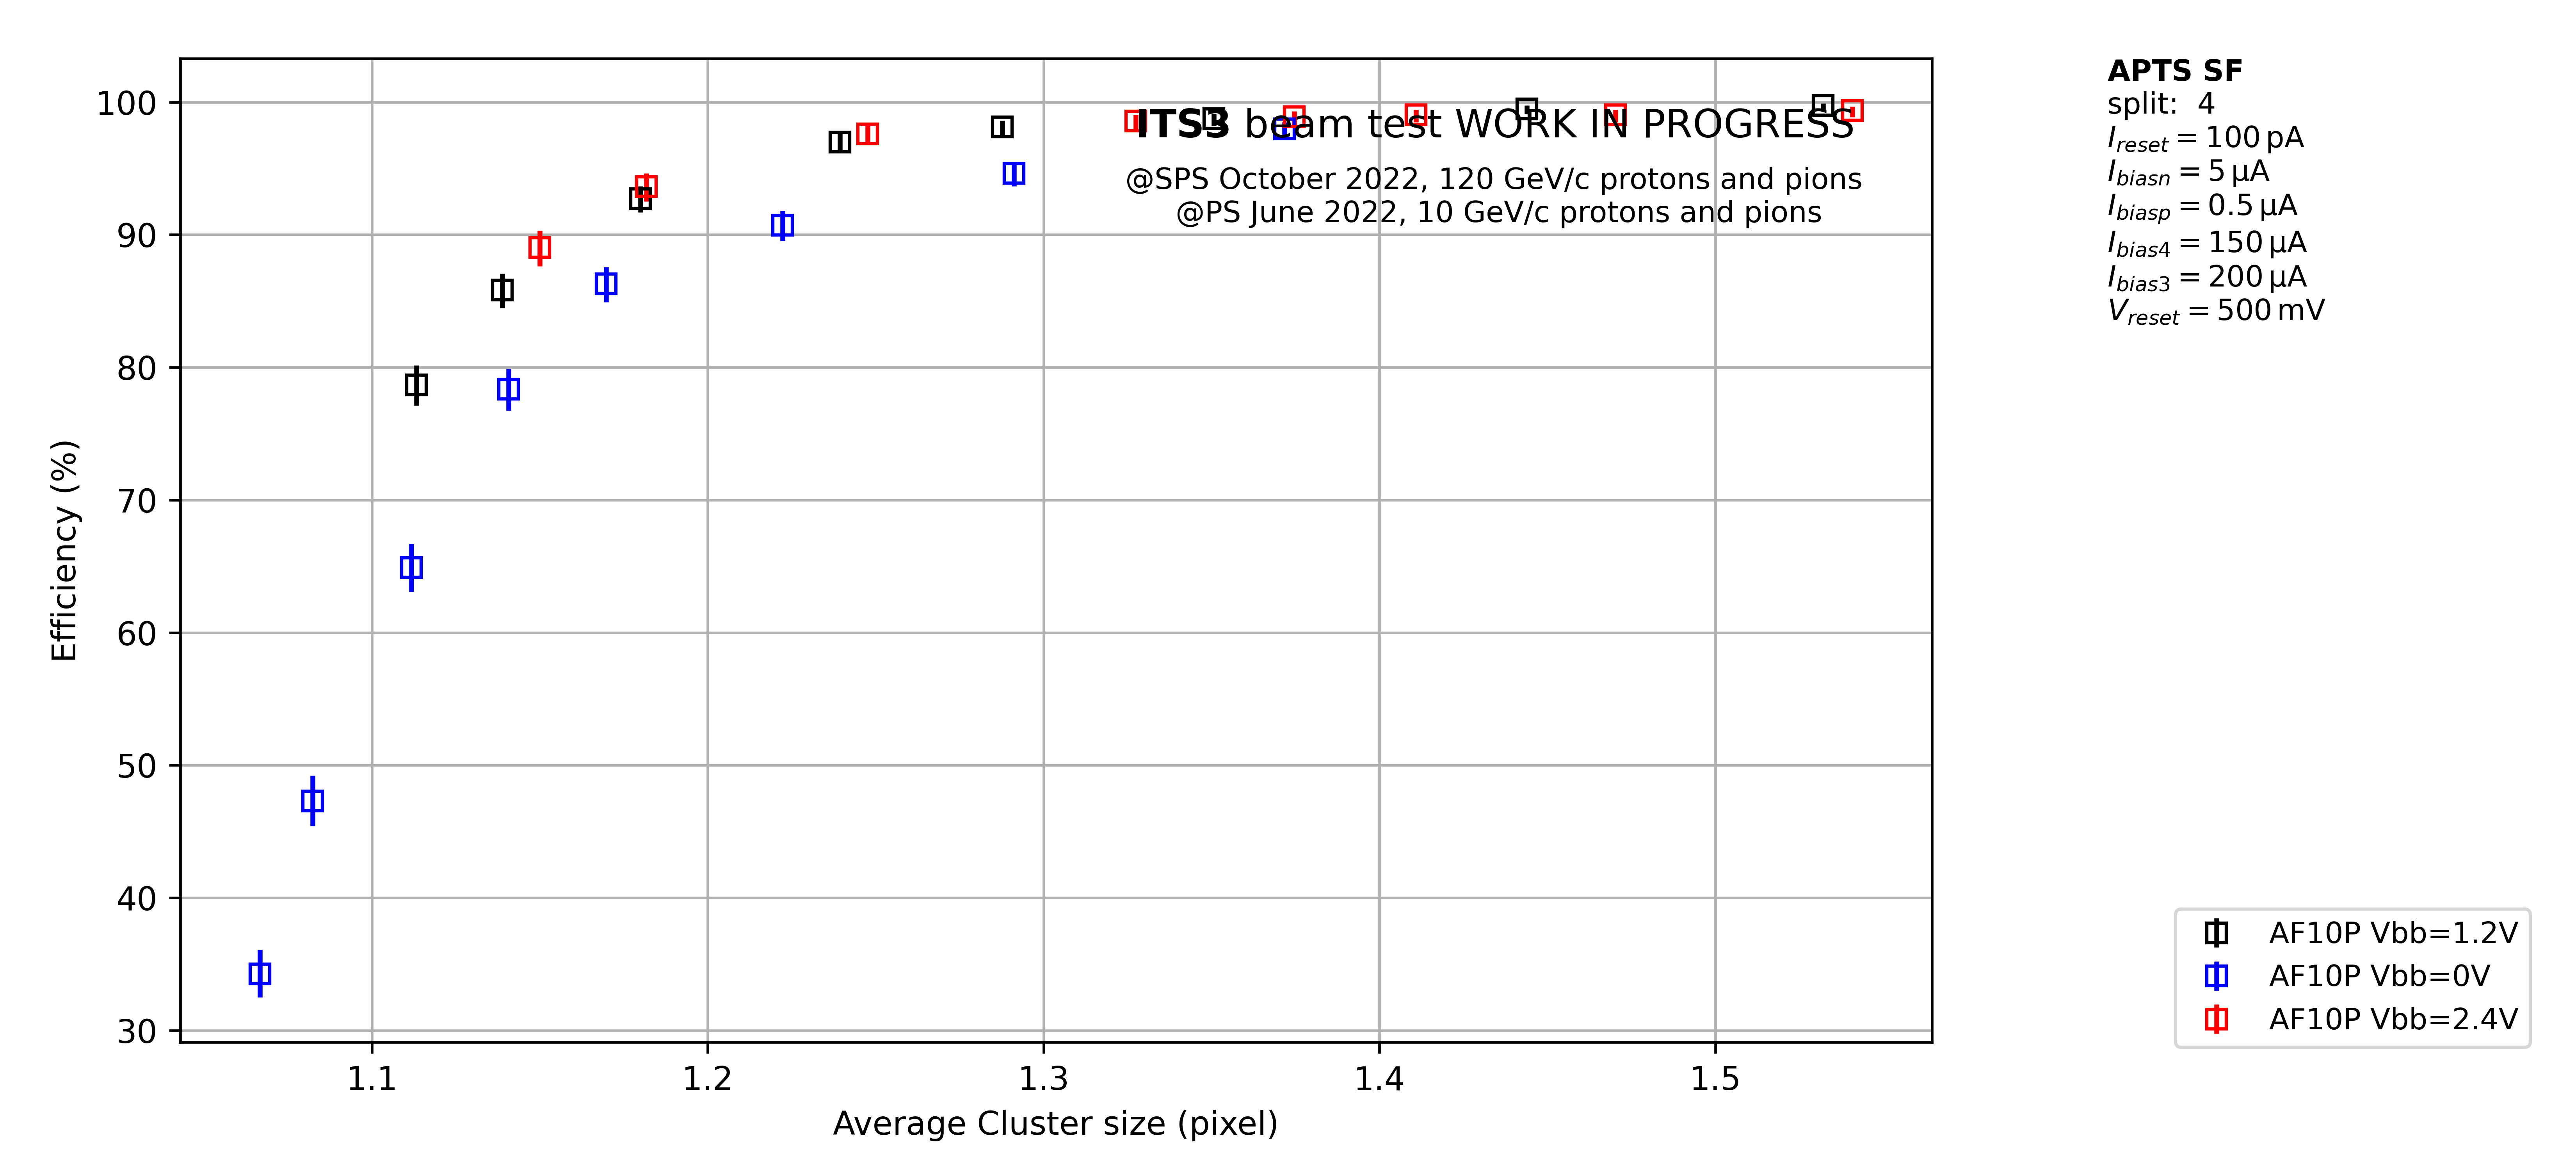 ITS3 beam test WORK IN PROGRESS
@SPS October 2022, 120 GeV/c protons and pions
@PS June 2022, 10 GeV/c protons and pions
100
90
80
70
60
50
40
30
Efficiency (%)
1.1 1.2 1.3 1.4 1.5
Average Cluster size (pixel)
APTS SF
split: 4
I_reset = 100 pA
I_biasn = 5 µA
I_biasp = 0.5 µA
I_bias4 = 150 µA
I_bias3 = 200 µA
V_reset = 500 mV
AF10P Vbb=1.2V
AF10P Vbb=0V
AF10P Vbb=2.4V